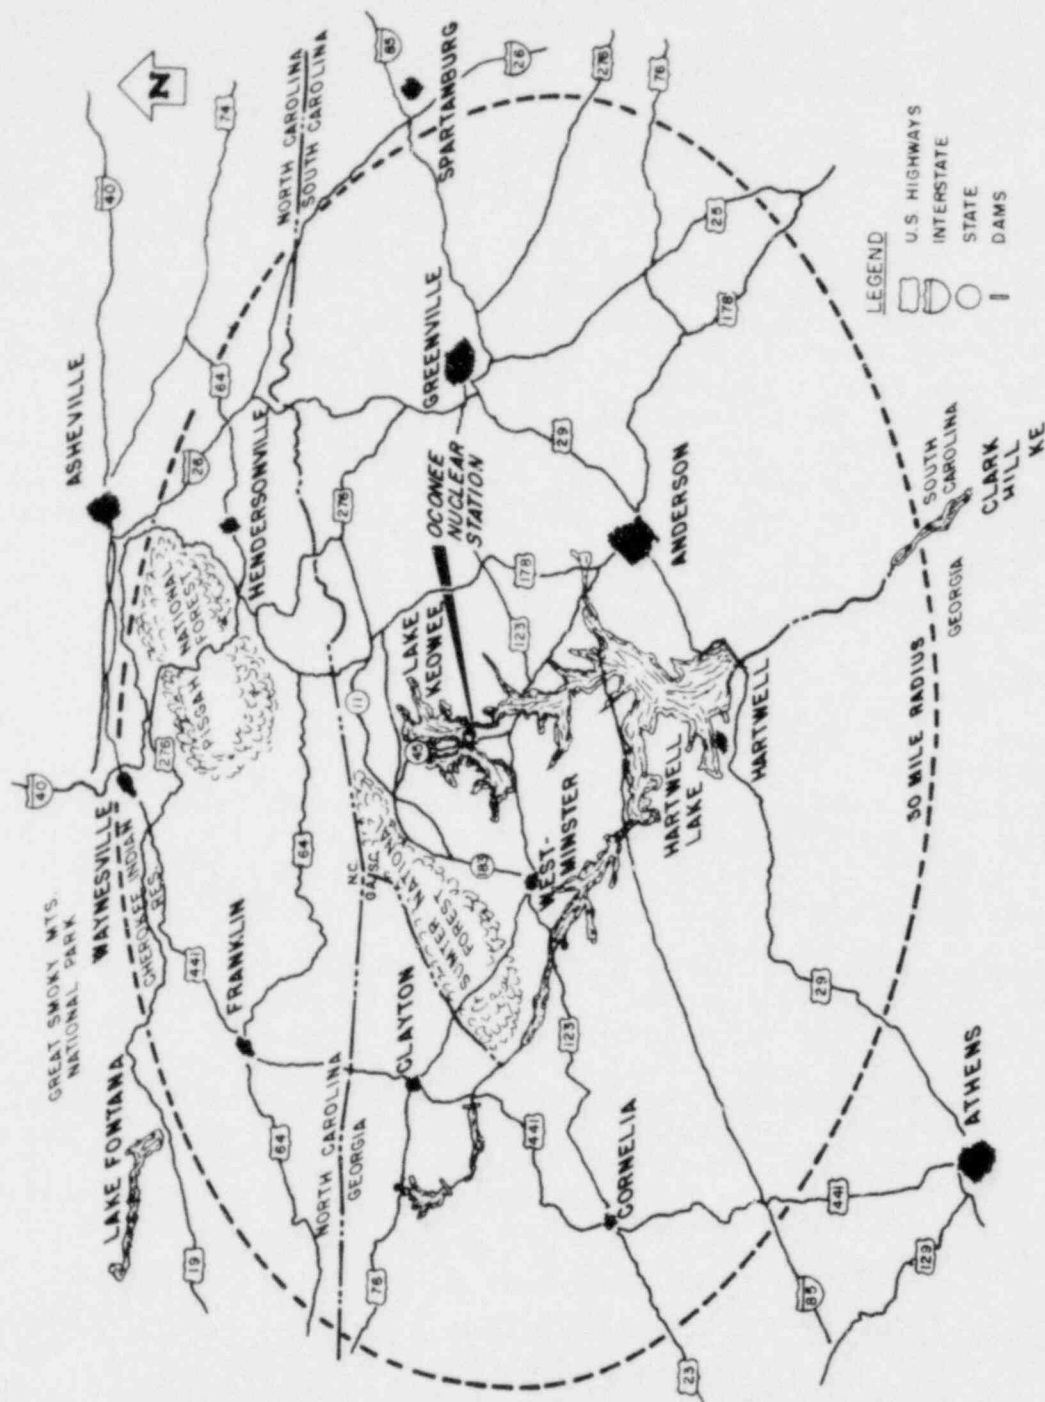 GREAT SMOKY MTS.
NATIONAL PARK
40
LAKE FONTANA
WAYNESVILLE
CHEROKEE INDIAN
RES.
ASHEVILLE
40
N
19
441
276
PISGAH NATIONAL
FOREST
26
64
74
FRANKLIN
HENDERSONVILLE
64
64
NORTH CAROLINA
GEORGIA
N.C.
GA. S.C.
NORTH CAROLINA
SOUTH CAROLINA
276
76
CLAYTON
11
LAKE
KEOWEE
45
OCONEE
NUCLEAR
STATION
GREENVILLE
85
SPARTANBURG
26
SUMTER NATIONAL
FOREST
183
WEST-
MINSTER
123
178
441
123
29
276
76
CORNELIA
HARTWELL
LAKE
ANDERSON
25
178
23
HARTWELL
85
441
29
129
ATHENS
50 MILE RADIUS
GEORGIA
SOUTH
CAROLINA
CLARK
HILL
KE
LEGEND
U.S HIGHWAYS
INTERSTATE
STATE
DAMS